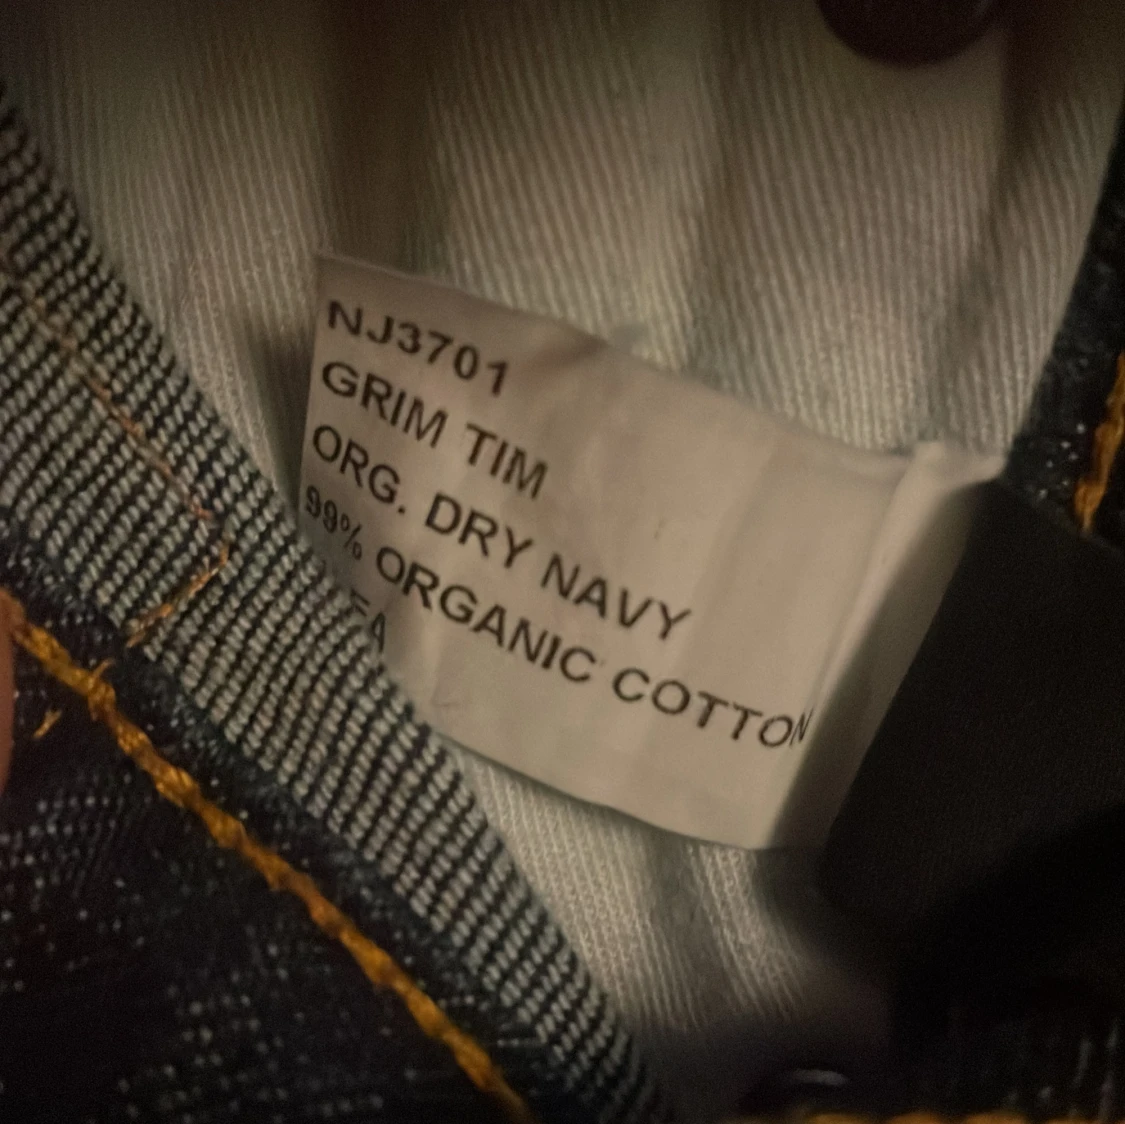 NJ3701
GRIM TIM
ORG. DRY NAVY
99% ORGANIC COTTON